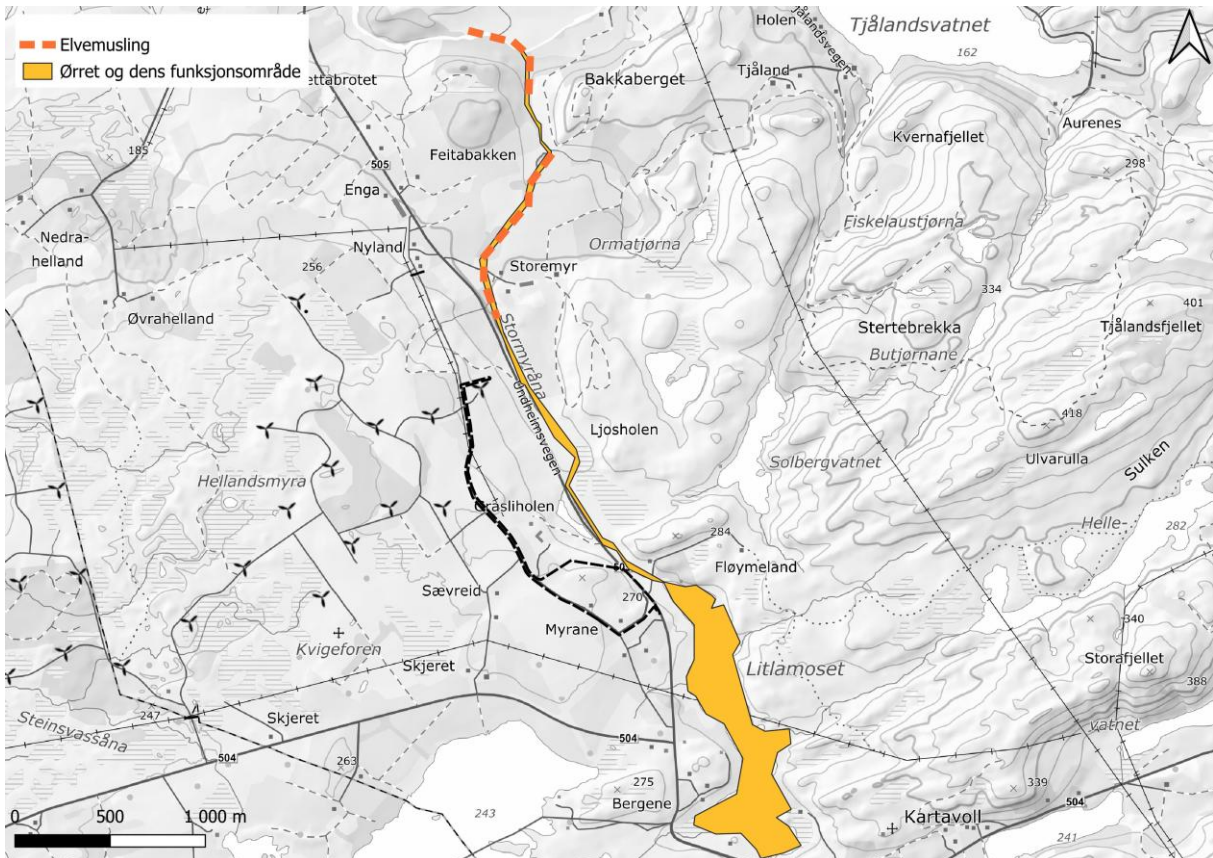 Elvemusling
Ørret og dens funksjonsområde
ettabrotet
Holen
Tjålandsvegen
Tjålandsvatnet
162
Tjåland
Bakkaberget
185
505
Feitabakken
Kvernafjellet
Aurenes
298
Enga
Nedra-
helland
Nyland
256
Ormatjørna
Fiskelaustjørna
Storemyr
334
Øvrahelland
401
Stertebrekka
Tjålandsfjellet
Butjørnane
Stormyråna
Undheimsvegen
418
Ljosholen
Solbergvatnet
Ulvarulla
Sulken
Hellandsmyra
Gråsliholen
284
Helle-
282
Fløymeland
Sævreid
270
Myrane
340
Kvigeforen
Skjeret
Litlamoset
Storafjellet
388
247
Steinsvassåna
Skjeret
vatnet
504
504
263
275
339
Bergene
504
0 500 1 000 m
243
Kartavoll
241